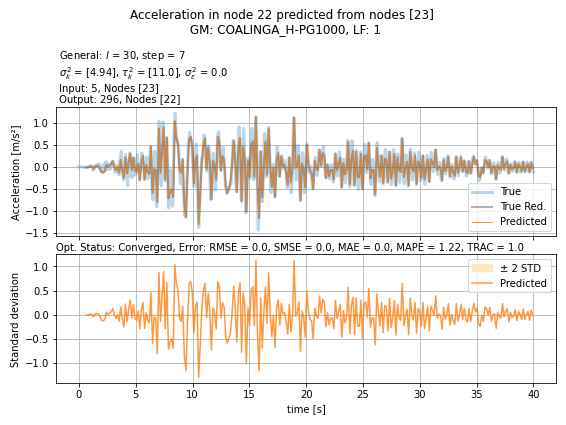 Acceleration in node 22 predicted from nodes [23]
GM: COALINGA_H-PG1000, LF: 1
General: l = 30, step = 7
σ_k² = [4.94], τ_k² = [11.0], σ_ε² = 0.0
Input: 5, Nodes [23]
Output: 296, Nodes [22]
Acceleration [m/s²]
1.0
0.5
0.0
−0.5
−1.0
−1.5
True
True Red.
Predicted
Opt. Status: Converged, Error: RMSE = 0.0, SMSE = 0.0, MAE = 0.0, MAPE = 1.22, TRAC = 1.0
Standard deviation
1.0
0.5
0.0
−0.5
−1.0
± 2 STD
Predicted
0 5 10 15 20 25 30 35 40
time [s]